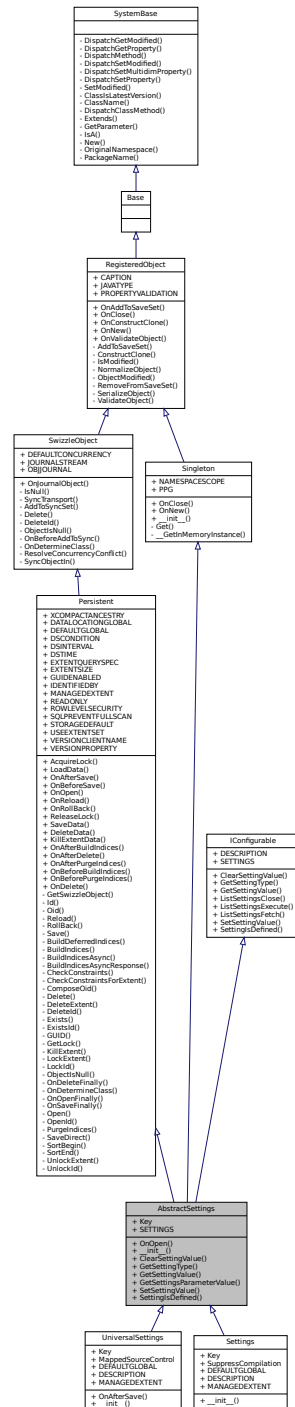 SystemBase
- DispatchGetModified()
- DispatchGetProperty()
- DispatchMethod()
- DispatchSetModified()
- DispatchSetMultidimProperty()
- DispatchSetProperty()
- SetModified()
- ClassIsLatestVersion()
- ClassName()
- DispatchClassMethod()
- Extends()
- GetParameter()
- IsA()
- New()
- OriginalNamespace()
- PackageName()
Base
RegisteredObject
+ CAPTION
+ JAVATYPE
+ PROPERTYVALIDATION
+ OnAddToSaveSet()
+ OnClose()
+ OnConstructClone()
+ OnNew()
+ OnValidateObject()
- AddToSaveSet()
- ConstructClone()
- IsModified()
- NormalizeObject()
- ObjectModified()
- RemoveFromSaveSet()
- SerializeObject()
- ValidateObject()
SwizzleObject
+ DEFAULTCONCURRENCY
+ JOURNALSTREAM
+ OBJJOURNAL
+ OnJournalObject()
- IsNull()
- SyncTransport()
- AddToSyncSet()
- Delete()
- DeleteId()
- ObjectIsNull()
- OnBeforeAddToSync()
- OnDetermineClass()
- ResolveConcurrencyConflict()
- SyncObjectIn()
Singleton
+ NAMESPACESCOPE
+ PPG
+ OnClose()
+ OnNew()
+ __init__()
- Get()
- __GetInMemoryInstance()
Persistent
+ XCOMPACTANCESTRY
+ DATALOCATIONGLOBAL
+ DEFAULTGLOBAL
+ DSCONDITION
+ DSINTERVAL
+ DSTIME
+ EXTENTQUERYSPEC
+ EXTENTSIZE
+ GUIDENABLED
+ IDENTIFIEDBY
+ MANAGEDEXTENT
+ READONLY
+ ROWLEVELSECURITY
+ SQLPREVENTFULLSCAN
+ STORAGEDEFAULT
+ USEEXTENTSET
+ VERSIONCLIENTNAME
+ VERSIONPROPERTY
+ AcquireLock()
+ LoadData()
+ OnAfterSave()
+ OnBeforeSave()
+ OnOpen()
+ OnReload()
+ OnRollBack()
+ ReleaseLock()
+ SaveData()
+ DeleteData()
+ KillExtentData()
+ OnAfterBuildIndices()
+ OnAfterDelete()
+ OnAfterPurgeIndices()
+ OnBeforeBuildIndices()
+ OnBeforePurgeIndices()
+ OnDelete()
- GetSwizzleObject()
- Id()
- Oid()
- Reload()
- RollBack()
- Save()
- BuildDeferredIndices()
- BuildIndices()
- BuildIndicesAsync()
- BuildIndicesAsyncResponse()
- CheckConstraints()
- CheckConstraintsForExtent()
- ComposeOid()
- Delete()
- DeleteExtent()
- DeleteId()
- Exists()
- ExistsId()
- GUID()
- GetLock()
- KillExtent()
- LockExtent()
- LockId()
- ObjectIsNull()
- OnDeleteFinally()
- OnDetermineClass()
- OnOpenFinally()
- OnSaveFinally()
- Open()
- OpenId()
- PurgeIndices()
- SaveDirect()
- SortBegin()
- SortEnd()
- UnlockExtent()
- UnlockId()
IConfigurable
+ DESCRIPTION
+ SETTINGS
+ ClearSettingValue()
+ GetSettingType()
+ GetSettingValue()
+ ListSettingsClose()
+ ListSettingsExecute()
+ ListSettingsFetch()
+ SetSettingValue()
+ SettingIsDefined()
AbstractSettings
+ Key
+ SETTINGS
+ OnOpen()
+ __init__()
+ ClearSettingValue()
+ GetSettingType()
+ GetSettingValue()
+ GetSettingsParameterValue()
+ SetSettingValue()
+ SettingIsDefined()
UniversalSettings
+ Key
+ MappedSourceControl
+ DEFAULTGLOBAL
+ DESCRIPTION
+ MANAGEDEXTENT
+ OnAfterSave()
+ __init__()
Settings
+ Key
+ SuppressCompilation
+ DEFAULTGLOBAL
+ DESCRIPTION
+ MANAGEDEXTENT
+ __init__()